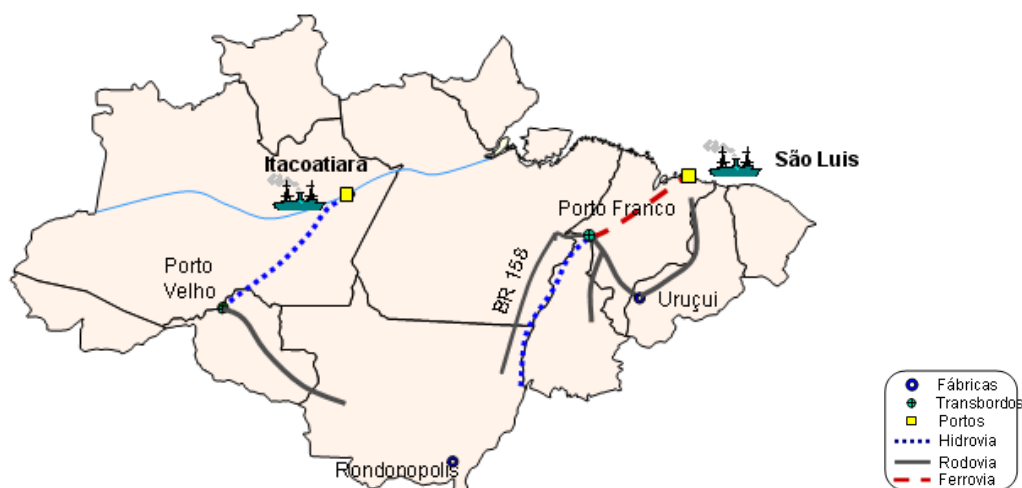 Itacoatiara
São Luis
Porto Franco
Porto
Velho
BR 158
Uruçui
Rondonopolis
Fábricas
Transbordos
Portos
Hidrovia
Rodovia
Ferrovia